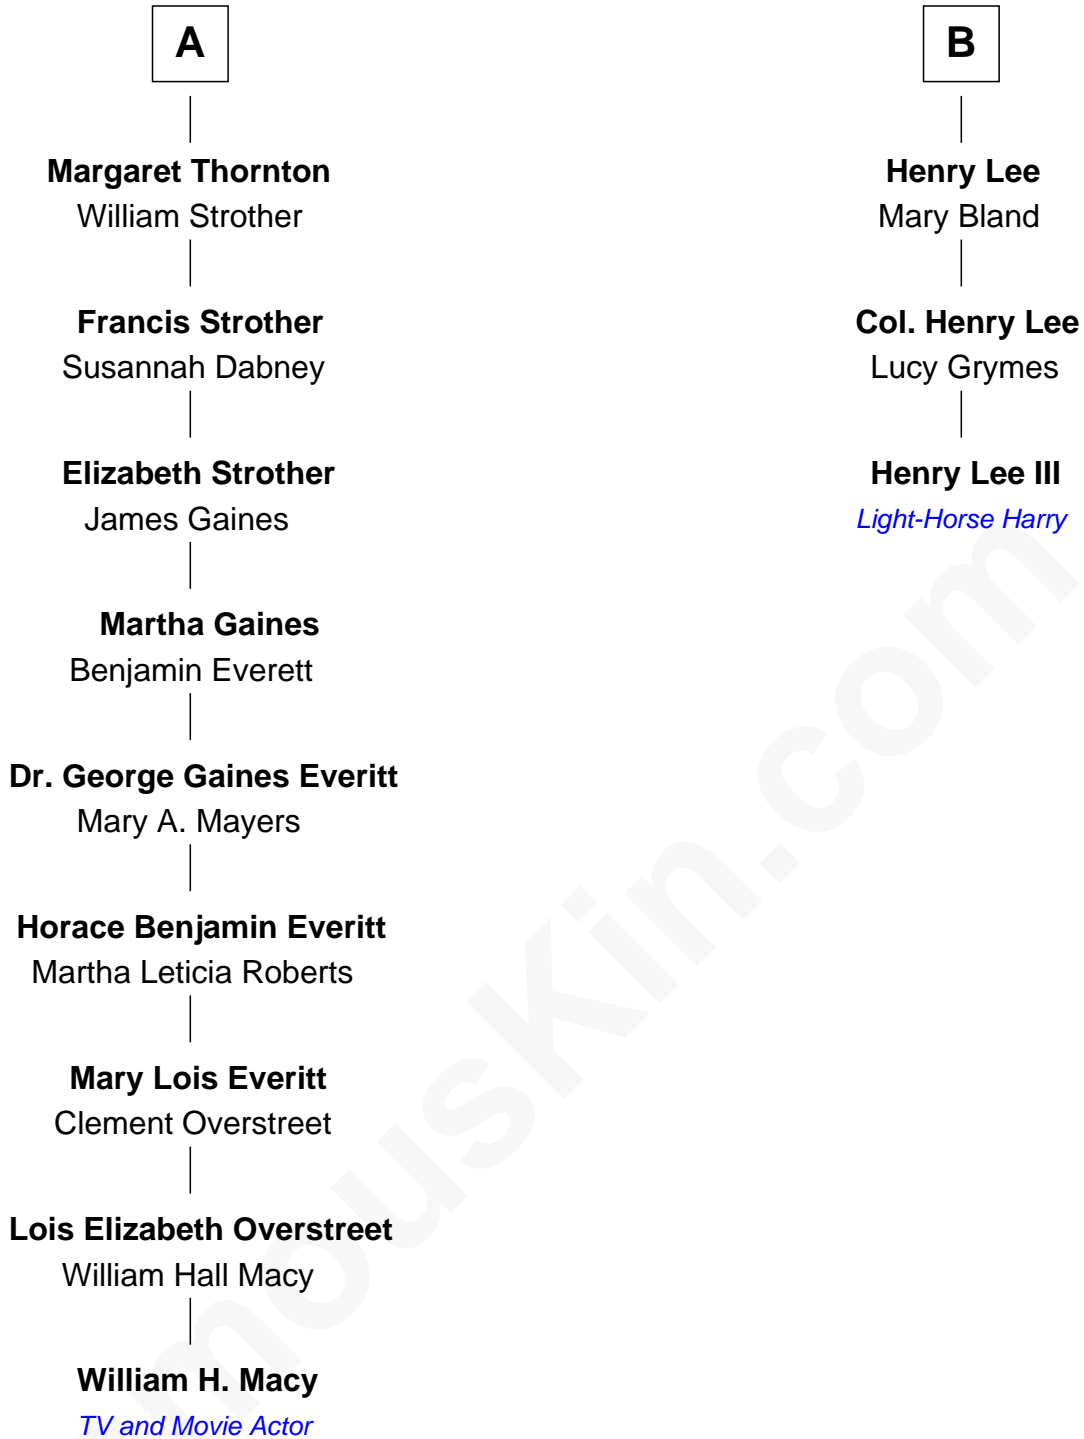 A
B
Margaret Thornton
William Strother
Henry Lee
Mary Bland
Francis Strother
Susannah Dabney
Col. Henry Lee
Lucy Grymes
Elizabeth Strother
James Gaines
Henry Lee III
Light-Horse Harry
Martha Gaines
Benjamin Everett
Dr. George Gaines Everitt
Mary A. Mayers
Horace Benjamin Everitt
Martha Leticia Roberts
Mary Lois Everitt
Clement Overstreet
Lois Elizabeth Overstreet
William Hall Macy
William H. Macy
TV and Movie Actor
mouskin.com